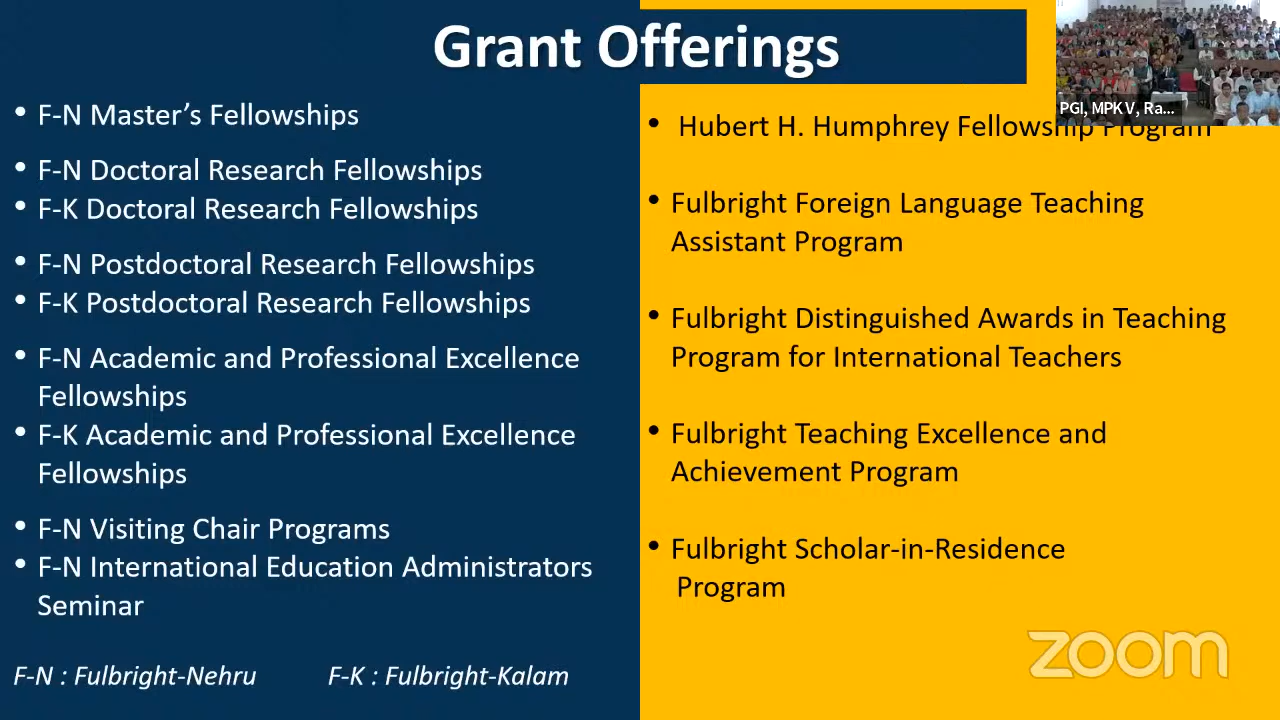 Grant Offerings
• F-N Master’s Fellowships
• F-N Doctoral Research Fellowships
• F-K Doctoral Research Fellowships
• F-N Postdoctoral Research Fellowships
• F-K Postdoctoral Research Fellowships
• F-N Academic and Professional Excellence
Fellowships
• F-K Academic and Professional Excellence
Fellowships
• F-N Visiting Chair Programs
• F-N International Education Administrators
Seminar
F-N : Fulbright-Nehru F-K : Fulbright-Kalam
PGI, MPKV, Ra...
• Hubert H. Humphrey Fellowship Program
• Fulbright Foreign Language Teaching
Assistant Program
• Fulbright Distinguished Awards in Teaching
Program for International Teachers
• Fulbright Teaching Excellence and
Achievement Program
• Fulbright Scholar-in-Residence
Program
zoom